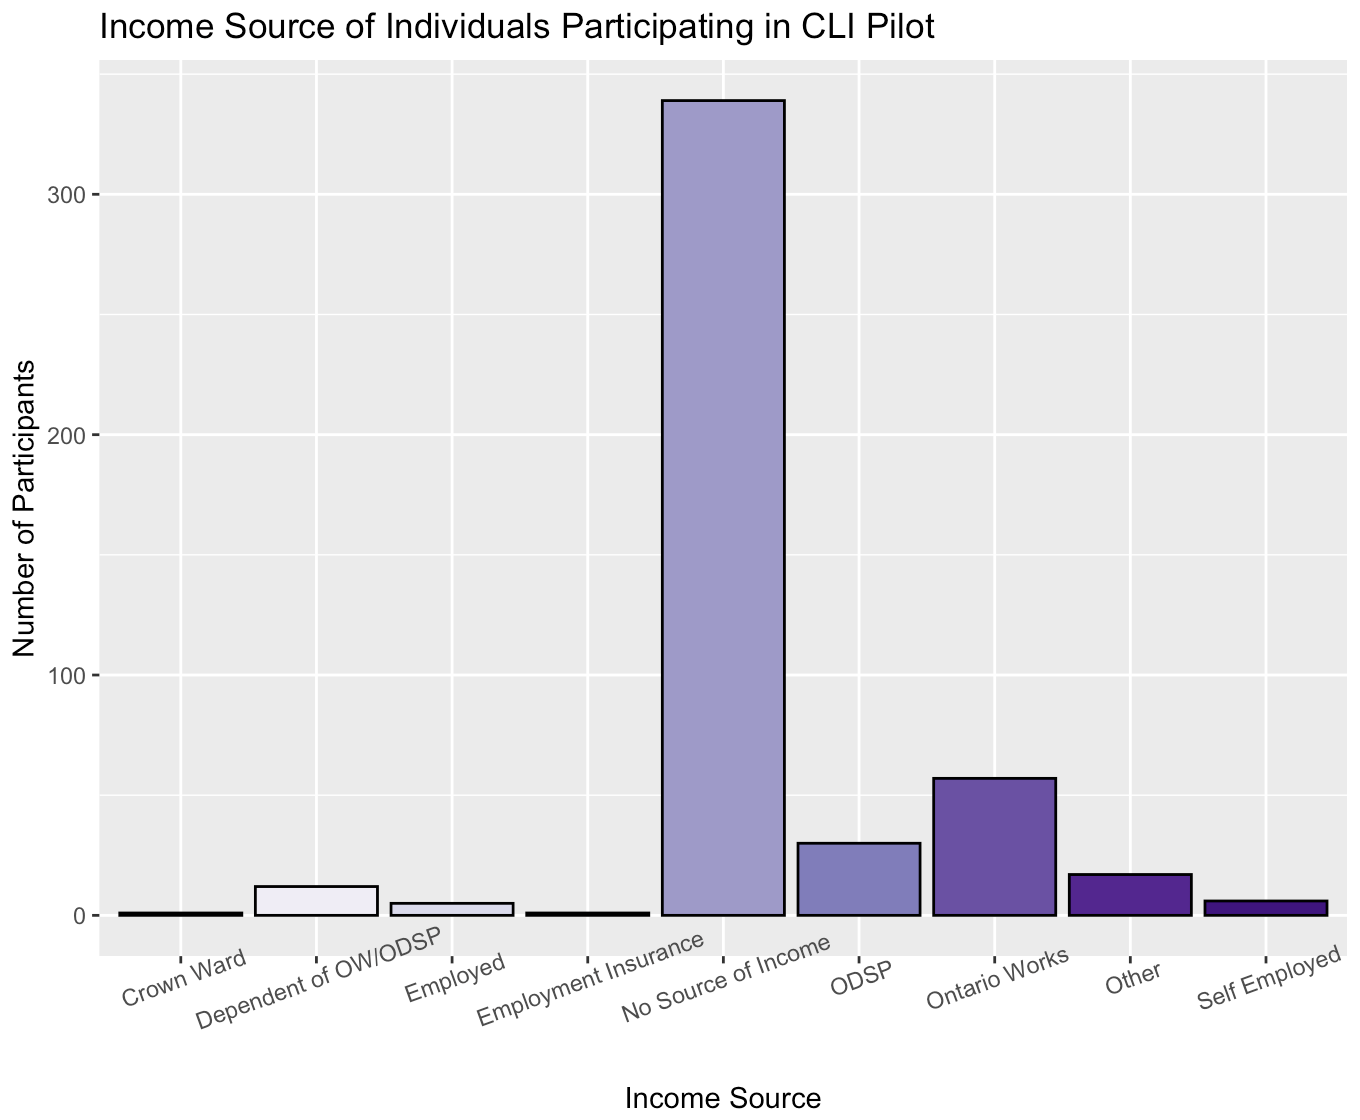 Income Source of Individuals Participating in CLI Pilot
Number of Participants
300
200
100
0
Crown Ward
Dependent of OW/ODSP
Employed
Employment Insurance
No Source of Income
ODSP
Ontario Works
Other
Self Employed
Income Source